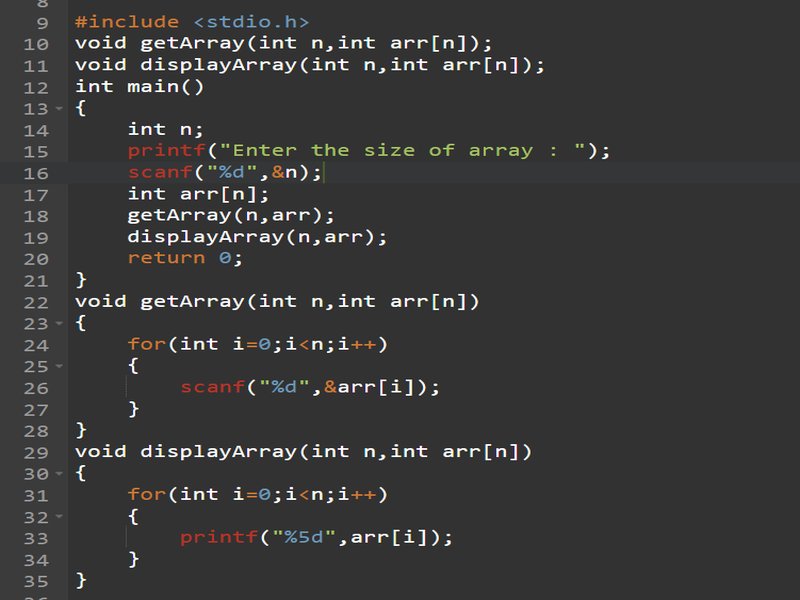 8
9 #include <stdio.h>
10 void getArray(int n,int arr[n]);
11 void displayArray(int n,int arr[n]);
12 int main()
13 {
14     int n;
15     printf("Enter the size of array : ");
16     scanf("%d",&n);
17     int arr[n];
18     getArray(n,arr);
19     displayArray(n,arr);
20     return 0;
21 }
22 void getArray(int n,int arr[n])
23 {
24     for(int i=0;i<n;i++)
25     {
26         scanf("%d",&arr[i]);
27     }
28 }
29 void displayArray(int n,int arr[n])
30 {
31     for(int i=0;i<n;i++)
32     {
33         printf("%5d",arr[i]);
34     }
35 }